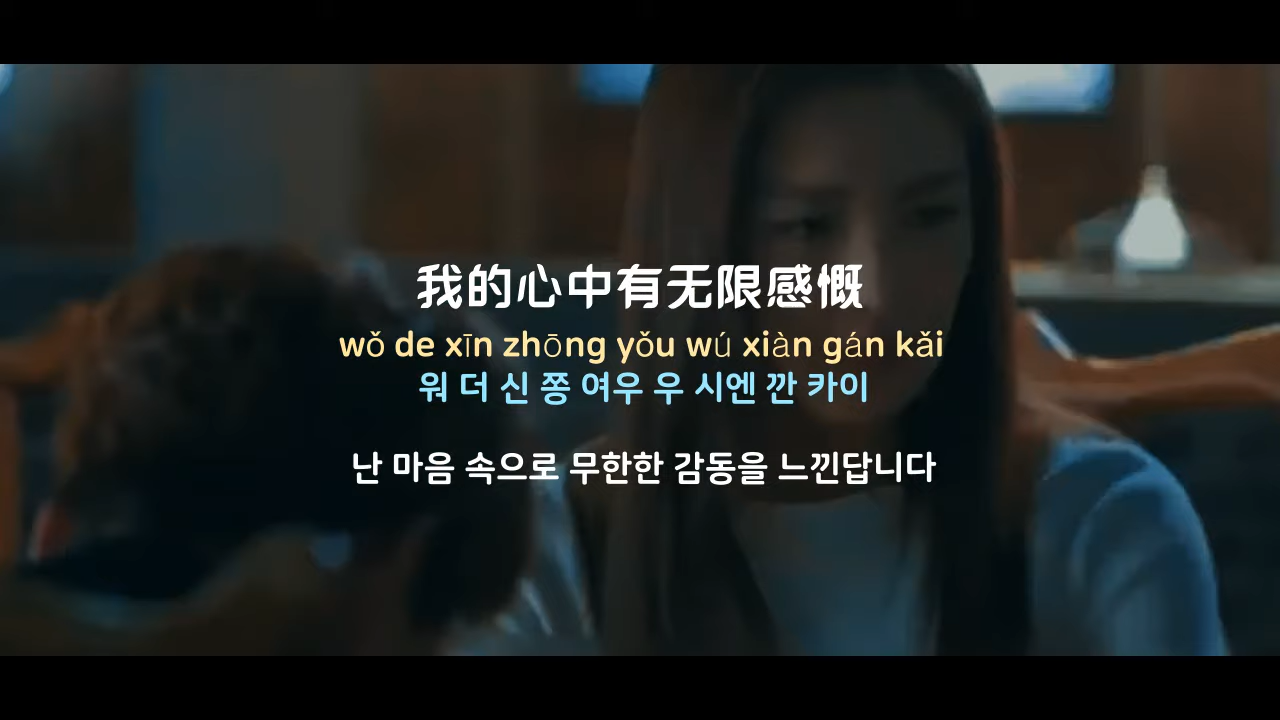 我的心中有无限感慨
wǒ de xīn zhōng yǒu wú xiàn gán kǎi
워 더 신 쫑 여우 우 시엔 깐 카이
난 마음 속으로 무한한 감동을 느낀답니다